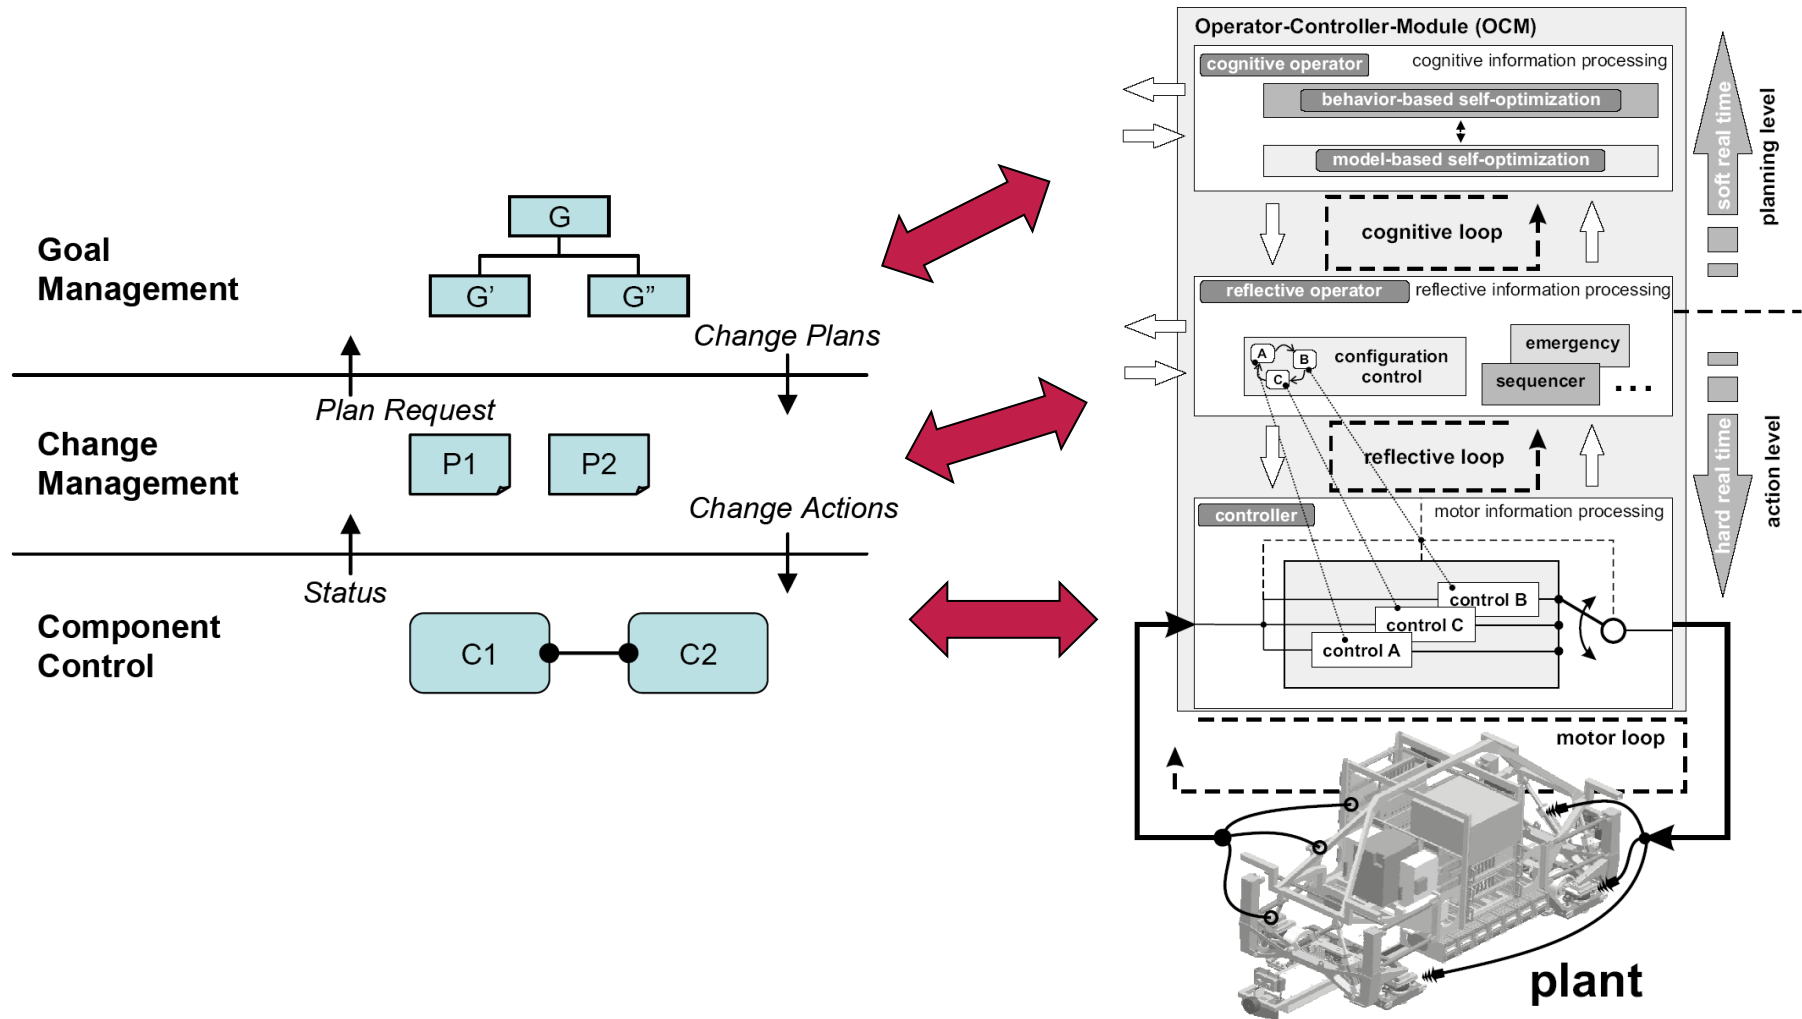 Goal
Management
G
G’
G”
Change Plans
Plan Request
Change
Management
P1
P2
Change Actions
Status
Component
Control
C1
C2
Operator-Controller-Module (OCM)
cognitive operator
cognitive information processing
behavior-based self-optimization
model-based self-optimization
cognitive loop
soft real time
planning level
reflective operator
reflective information processing
A
B
C
configuration
control
emergency
sequencer
...
reflective loop
hard real time
action level
controller
motor information processing
control B
control C
control A
motor loop
plant